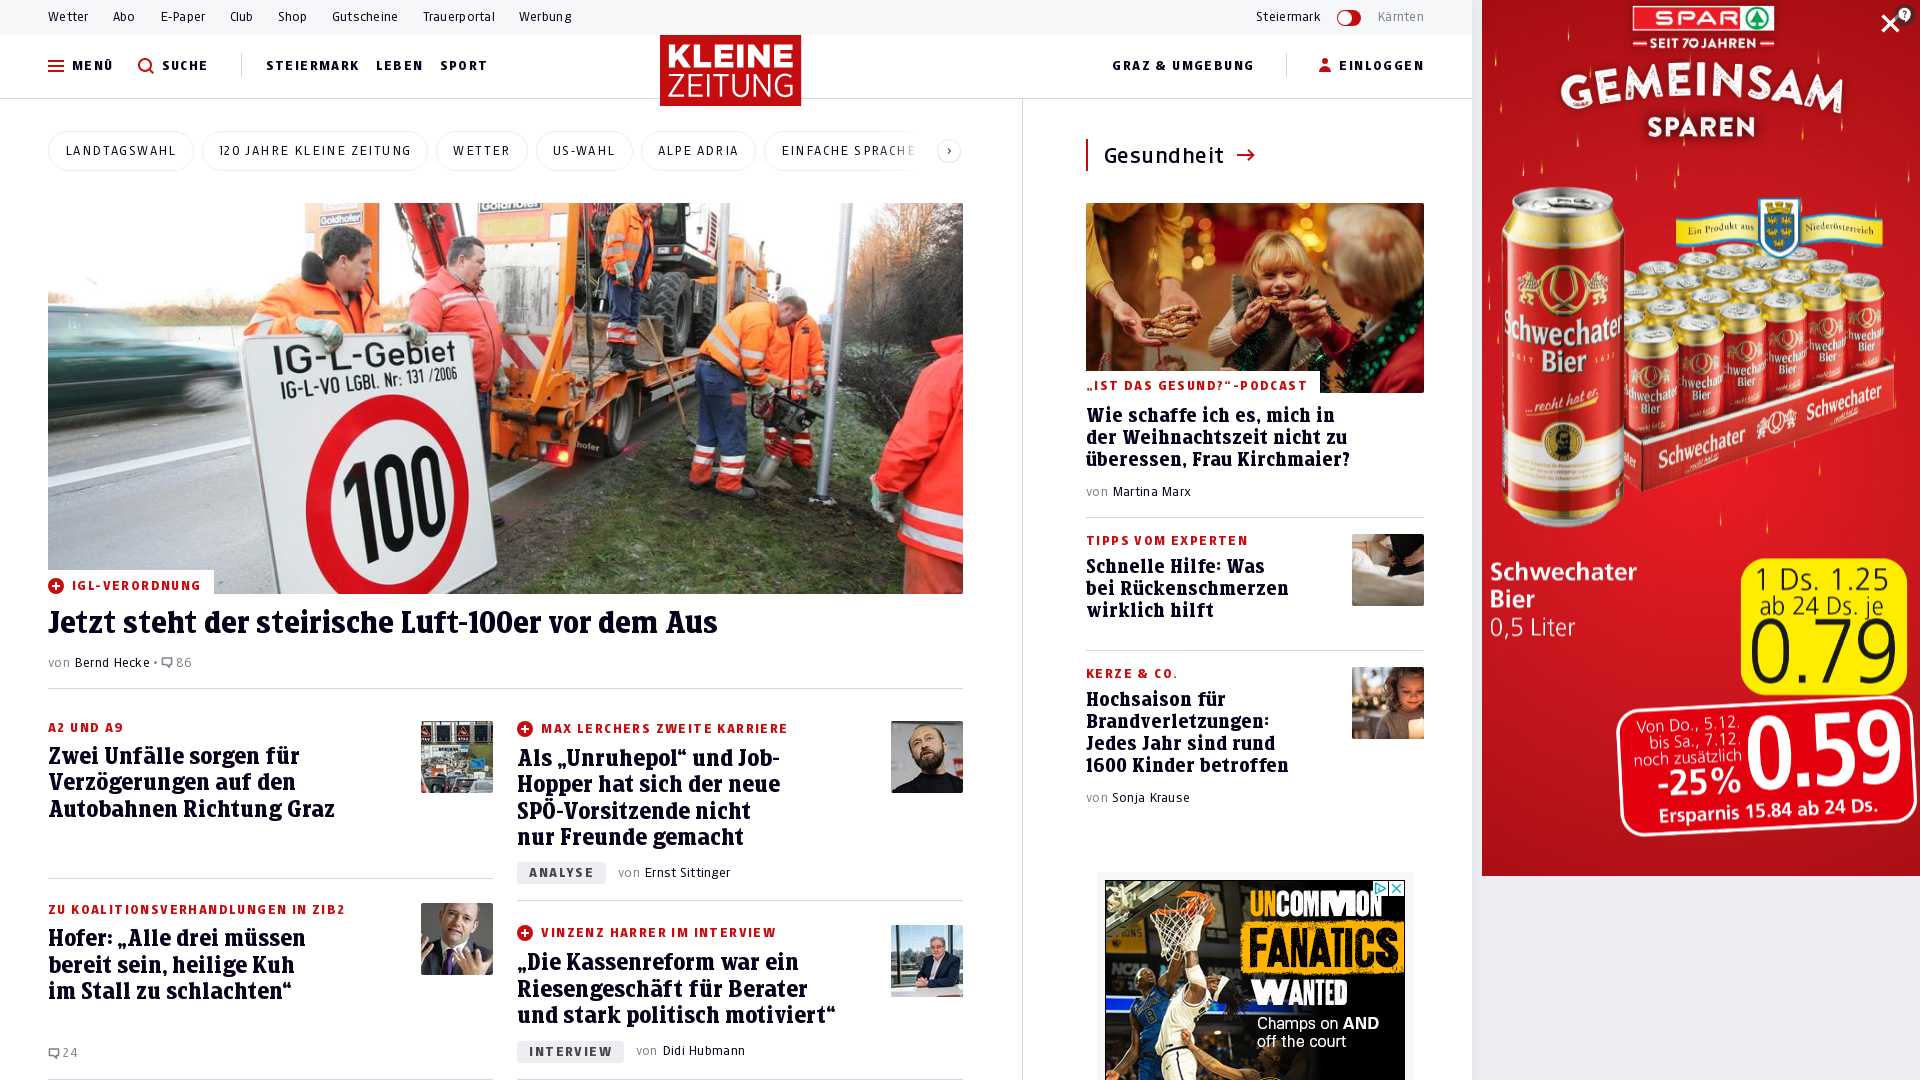 Wetter Abo E-Paper Club Shop Gutscheine Trauerportal Werbung
Steiermark Kärnten
MENÜ SUCHE STEIERMARK LEBEN SPORT
KLEINE
ZEITUNG
GRAZ & UMGEBUNG EINLOGGEN
LANDTAGSWAHL 120 JAHRE KLEINE ZEITUNG WETTER US-WAHL ALPE ADRIA EINFACHE SPRACHE
Goldhofer
IG-L-Gebiet
IG-L-VO LGBL. Nr: 131 /2006
100
IGL-VERORDNUNG
Jetzt steht der steirische Luft-100er vor dem Aus
von Bernd Hecke • 86
A2 UND A9
Zwei Unfälle sorgen für
Verzögerungen auf den
Autobahnen Richtung Graz
MAX LERCHERS ZWEITE KARRIERE
Als „Unruhepol“ und Job-
Hopper hat sich der neue
SPÖ-Vorsitzende nicht
nur Freunde gemacht
ANALYSE von Ernst Sittinger
ZU KOALITIONSVERHANDLUNGEN IN ZIB2
Hofer: „Alle drei müssen
bereit sein, heilige Kuh
im Stall zu schlachten“
24
VINZENZ HARRER IM INTERVIEW
„Die Kassenreform war ein
Riesengeschäft für Berater
und stark politisch motiviert“
INTERVIEW von Didi Hubmann
Gesundheit
„IST DAS GESUND?“-PODCAST
Wie schaffe ich es, mich in
der Weihnachtszeit nicht zu
überessen, Frau Kirchmaier?
von Martina Marx
TIPPS VOM EXPERTEN
Schnelle Hilfe: Was
bei Rückenschmerzen
wirklich hilft
KERZE & CO.
Hochsaison für
Brandverletzungen:
Jedes Jahr sind rund
1600 Kinder betroffen
von Sonja Krause
UNCOMMON
FANATICS
WANTED
Champs on AND
off the court
SPAR
SEIT 70 JAHREN
GEMEINSAM
SPAREN
Ein Produkt aus Niederösterreich
Schwechater
Bier
SEIT 1632
...recht hat er.
Schwechater
Schwechater
Schwechater
Bier
0,5 Liter
1 Ds. 1.25
ab 24 Ds. je
0.79
Von Do., 5.12.
bis Sa., 7.12.
noch zusätzlich
-25%
0.59
Ersparnis 15.84 ab 24 Ds.